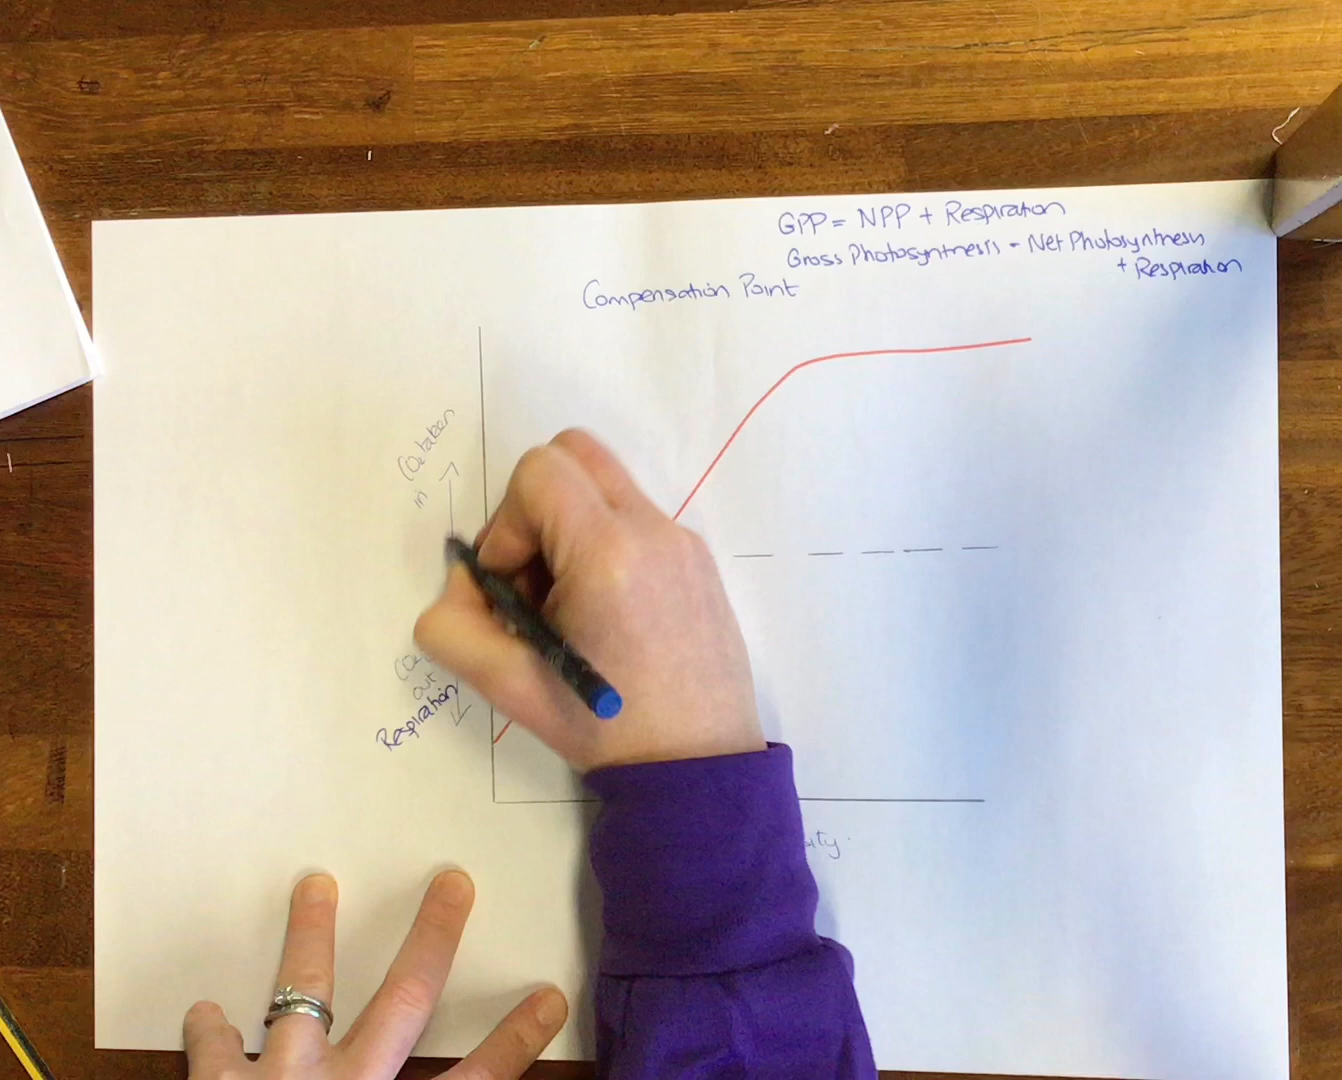 GPP = NPP + Respiration
Gross Photosynthesis = Net Photosynthesis
+ Respiration
Compensation Point
CO₂ taken
in
CO₂
out
Respiration